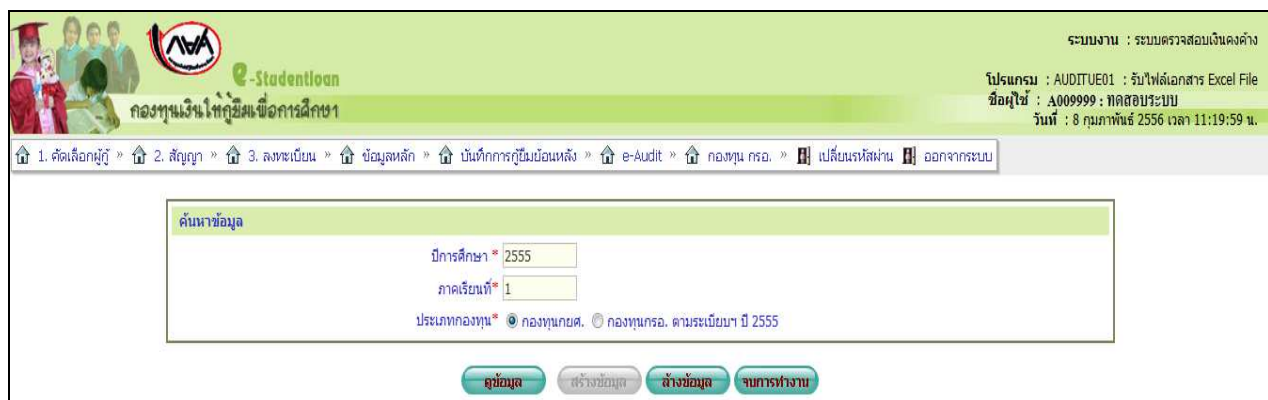 ระบบงาน : ระบบตรวจสอบเงินคงค้าง
e-Studentloan
โปรแกรม : AUDITUE01 : รับไฟล์เอกสาร Excel File
กองทุนเงินให้กู้ยืมเพื่อการศึกษา
ชื่อผู้ใช้ : A009999 : ทดสอบระบบ
วันที่ : 8 กุมภาพันธ์ 2556 เวลา 11:19:59 น.
1. คัดเลือกผู้กู้ » 2. สัญญา » 3. ลงทะเบียน » ข้อมูลหลัก » บันทึกการกู้ยืมย้อนหลัง » e-Audit » กองทุน กรอ. » เปลี่ยนรหัสผ่าน ออกจากระบบ
ค้นหาข้อมูล
ปีการศึกษา * 2555
ภาคเรียนที่* 1
ประเภทกองทุน* กองทุนกยศ. กองทุนกรอ. ตามระเบียบฯ ปี 2555
ดูข้อมูล สร้างข้อมูล ล้างข้อมูล จบการทำงาน